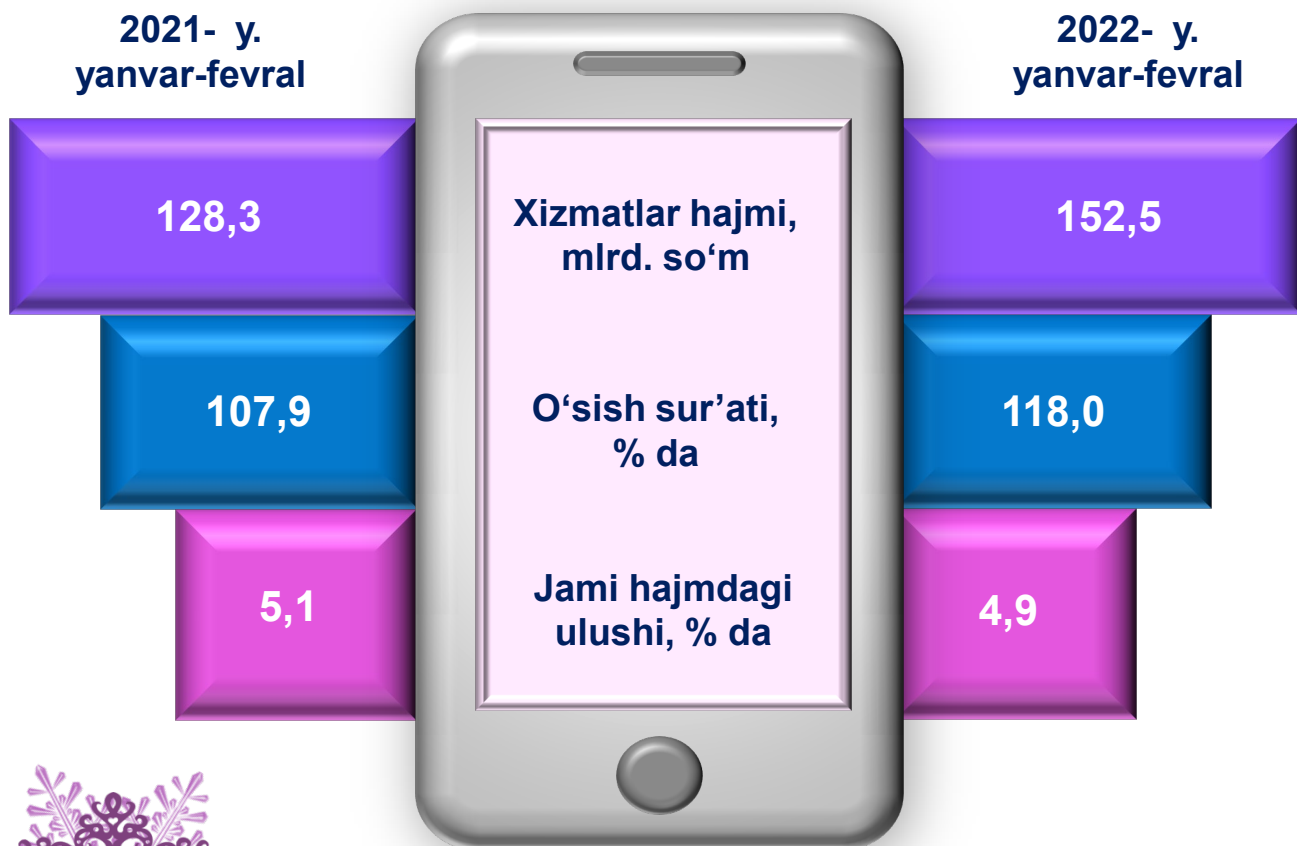 2021- y.
yanvar-fevral
2022- y.
yanvar-fevral
128,3
Xizmatlar hajmi,
mlrd. so‘m
152,5
107,9
O‘sish sur’ati,
% da
118,0
5,1
Jami hajmdagi
ulushi, % da
4,9